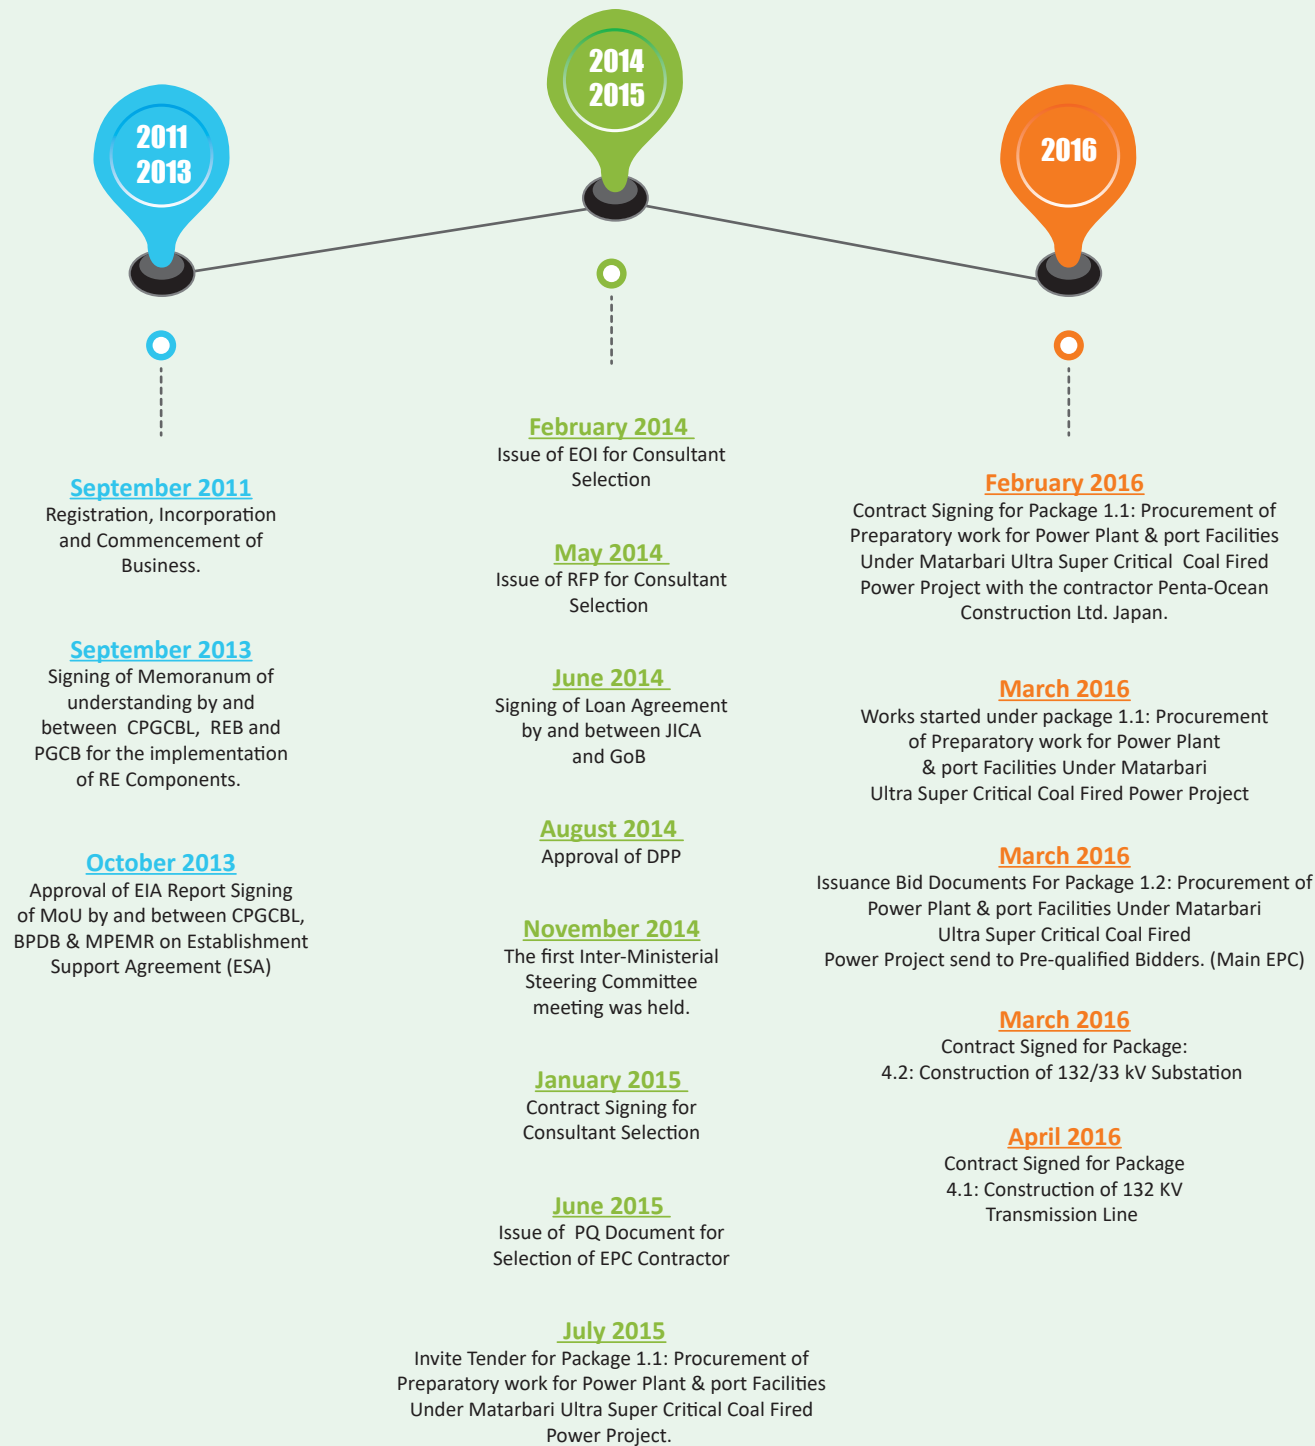 2011
2013
September 2011
Registration, Incorporation
and Commencement of
Business.
September 2013
Signing of Memoranum of
understanding by and
between CPGCBL, REB and
PGCB for the implementation
of RE Components.
October 2013
Approval of EIA Report Signing
of MoU by and between CPGCBL,
BPDB & MPEMR on Establishment
Support Agreement (ESA)
2014
2015
February 2014
Issue of EOI for Consultant
Selection
May 2014
Issue of RFP for Consultant
Selection
June 2014
Signing of Loan Agreement
by and between JICA
and GoB
August 2014
Approval of DPP
November 2014
The first Inter-Ministerial
Steering Committee
meeting was held.
January 2015
Contract Signing for
Consultant Selection
June 2015
Issue of PQ Document for
Selection of EPC Contractor
July 2015
Invite Tender for Package 1.1: Procurement of
Preparatory work for Power Plant & port Facilities
Under Matarbari Ultra Super Critical Coal Fired
Power Project.
2016
February 2016
Contract Signing for Package 1.1: Procurement of
Preparatory work for Power Plant & port Facilities
Under Matarbari Ultra Super Critical Coal Fired
Power Project with the contractor Penta-Ocean
Construction Ltd. Japan.
March 2016
Works started under package 1.1: Procurement
of Preparatory work for Power Plant
& port Facilities Under Matarbari
Ultra Super Critical Coal Fired Power Project
March 2016
Issuance Bid Documents For Package 1.2: Procurement of
Power Plant & port Facilities Under Matarbari
Ultra Super Critical Coal Fired
Power Project send to Pre-qualified Bidders. (Main EPC)
March 2016
Contract Signed for Package:
4.2: Construction of 132/33 kV Substation
April 2016
Contract Signed for Package
4.1: Construction of 132 KV
Transmission Line